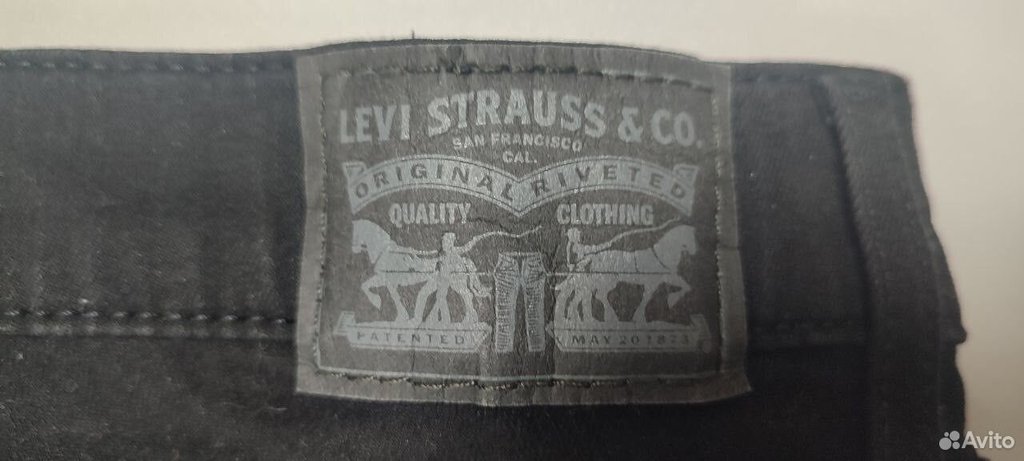 LEVI STRAUSS & CO.
SAN FRANCISCO
CAL.
ORIGINAL RIVETED
QUALITY CLOTHING
PATENTED MAY 20 1873
Avito